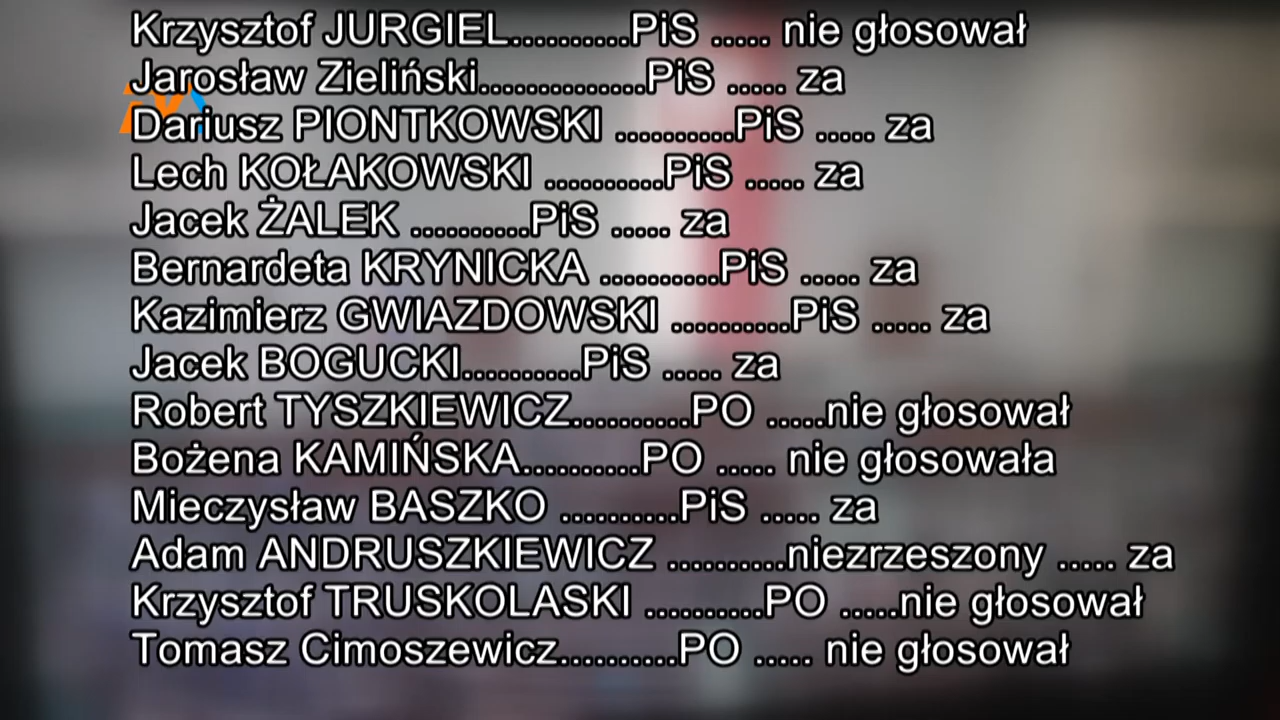 Krzysztof JURGIEL..........PiS ..... nie głosował
Jarosław Zieliński..............PiS ..... za
Dariusz PIONTKOWSKI ..........PiS ..... za
Lech KOŁAKOWSKI ..........PiS ..... za
Jacek ŻALEK ..........PiS ..... za
Bernardeta KRYNICKA ..........PiS ..... za
Kazimierz GWIAZDOWSKI ..........PiS ..... za
Jacek BOGUCKI..........PiS ..... za
Robert TYSZKIEWICZ..........PO .....nie głosował
Bożena KAMIŃSKA..........PO ..... nie głosowała
Mieczysław BASZKO ..........PiS ..... za
Adam ANDRUSZKIEWICZ ..........niezrzeszony ..... za
Krzysztof TRUSKOLASKI ..........PO .....nie głosował
Tomasz Cimoszewicz..........PO ..... nie głosował